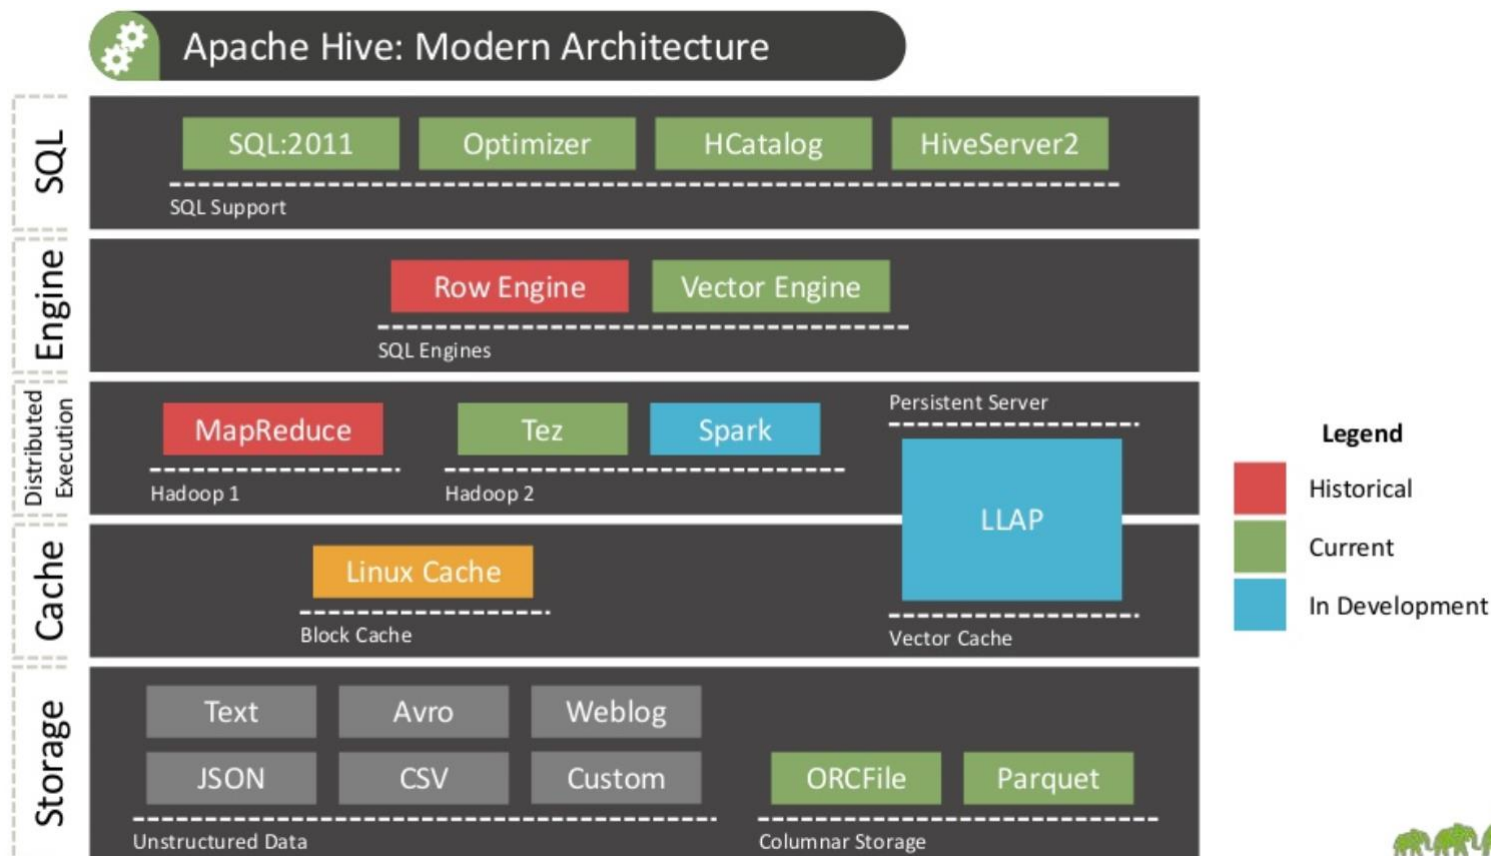 Apache Hive: Modern Architecture
SQL
SQL:2011
Optimizer
HCatalog
HiveServer2
SQL Support
Engine
Row Engine
Vector Engine
SQL Engines
Distributed
Execution
MapReduce
Hadoop 1
Tez
Spark
Hadoop 2
Persistent Server
LLAP
Cache
Linux Cache
Block Cache
Vector Cache
Storage
Text
Avro
Weblog
JSON
CSV
Custom
Unstructured Data
ORCFile
Parquet
Columnar Storage
Legend
Historical
Current
In Development